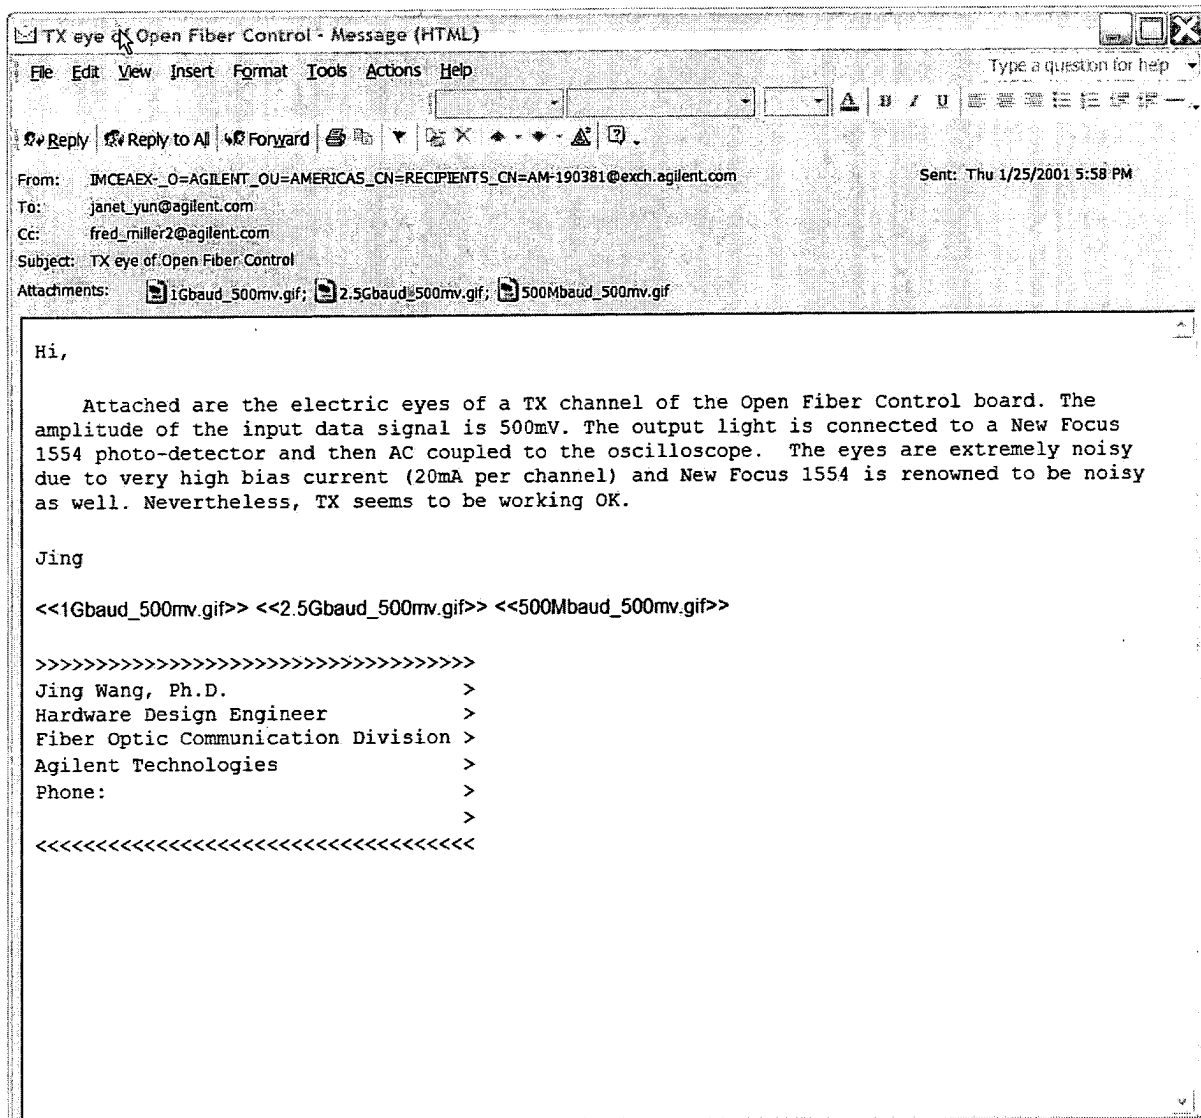 TX eye of Open Fiber Control - Message (HTML)
File Edit View Insert Format Tools Actions Help Type a question for help
A B I U
Reply Reply to All Forward
From: IMCEAEX-_O=AGILENT_OU=AMERICAS_CN=RECIPIENTS_CN=AM-190381@exch.agilent.com Sent: Thu 1/25/2001 5:58 PM
To: janet_yun@agilent.com
Cc: fred_miller2@agilent.com
Subject: TX eye of Open Fiber Control
Attachments: 1Gbaud_500mv.gif; 2.5Gbaud_500mv.gif; 500Mbaud_500mv.gif
Hi,
Attached are the electric eyes of a TX channel of the Open Fiber Control board. The
amplitude of the input data signal is 500mV. The output light is connected to a New Focus
1554 photo-detector and then AC coupled to the oscilloscope. The eyes are extremely noisy
due to very high bias current (20mA per channel) and New Focus 1554 is renowned to be noisy
as well. Nevertheless, TX seems to be working OK.
Jing
<<1Gbaud_500mv.gif>> <<2.5Gbaud_500mv.gif>> <<500Mbaud_500mv.gif>>
>>>>>>>>>>>>>>>>>>>>>>>>>>>>>>>>>>>>
Jing Wang, Ph.D. >
Hardware Design Engineer >
Fiber Optic Communication Division >
Agilent Technologies >
Phone: >
>
<<<<<<<<<<<<<<<<<<<<<<<<<<<<<<<<<<<<